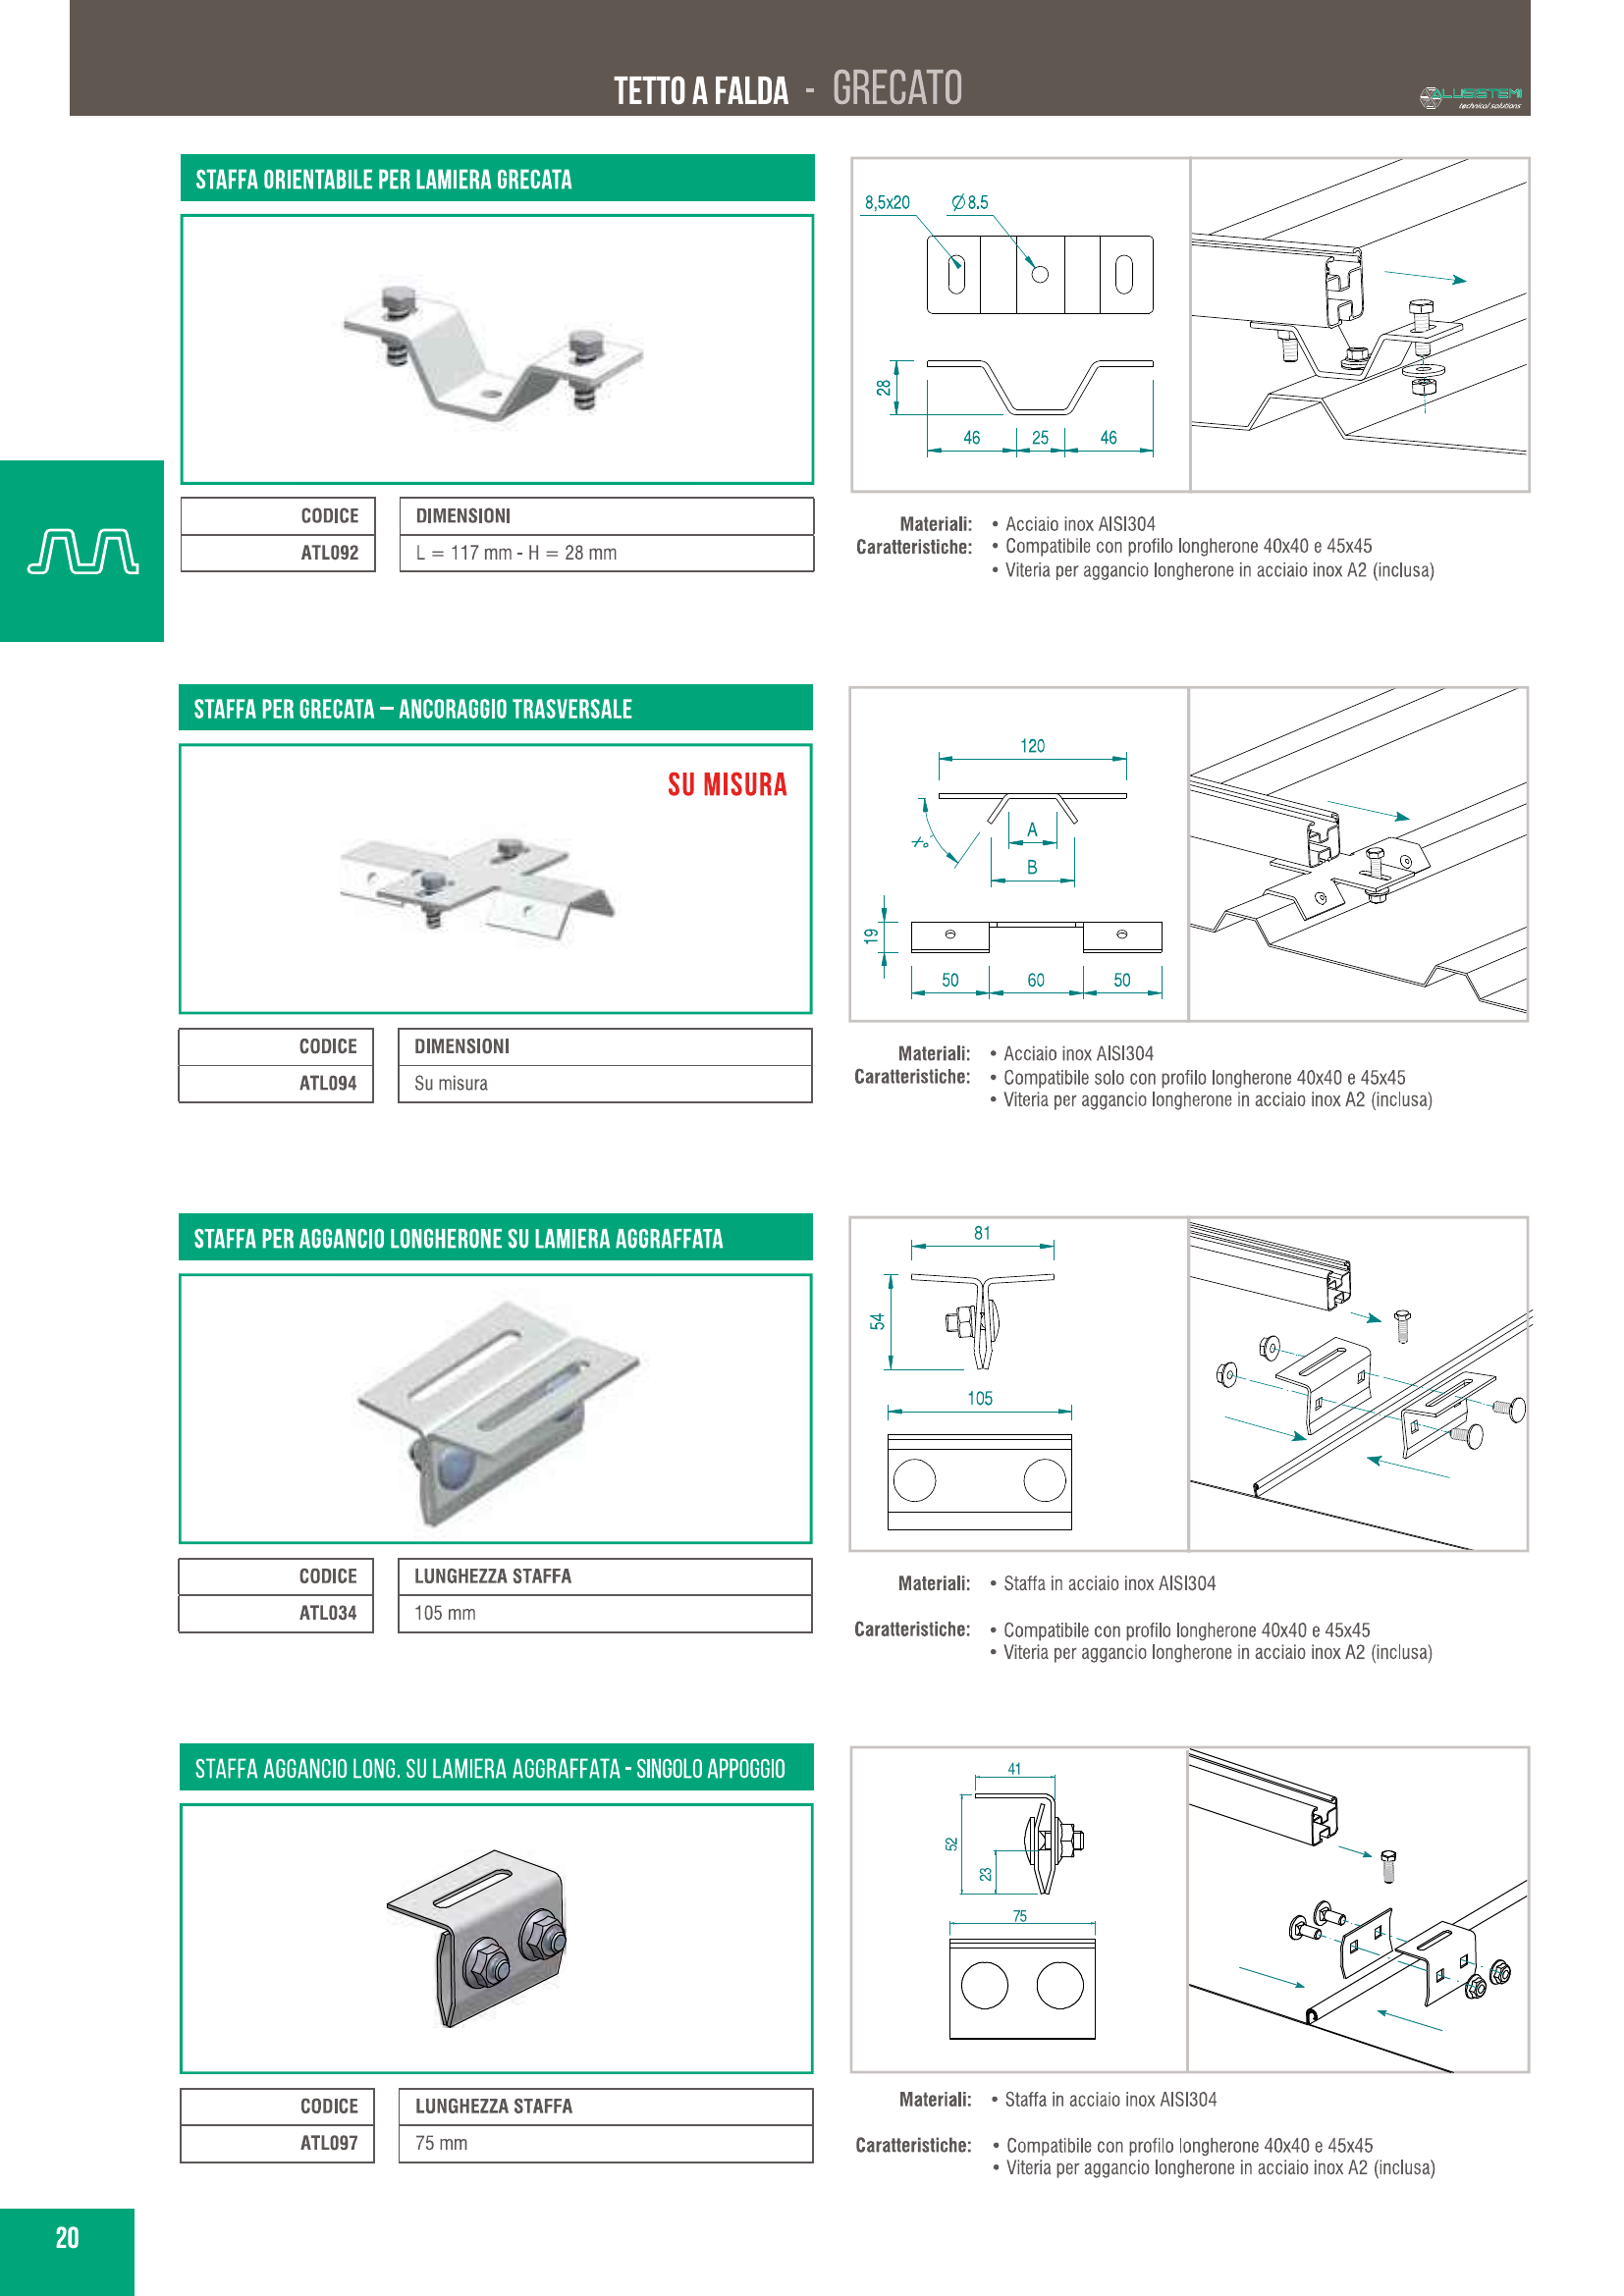 TETTO A FALDA - GRECATO
ALUSISTEMI
technical solutions
STAFFA ORIENTABILE PER LAMIERA GRECATA
8,5x20
Ø8.5
28
46
25
46
CODICE
DIMENSIONI
ATL092
L = 117 mm - H = 28 mm
Materiali: • Acciaio inox AISI304
Caratteristiche: • Compatibile con profilo longherone 40x40 e 45x45
• Viteria per aggancio longherone in acciaio inox A2 (inclusa)
STAFFA PER GRECATA – ANCORAGGIO TRASVERSALE
SU MISURA
120
A
B
X°
19
50
60
50
CODICE
DIMENSIONI
ATL094
Su misura
Materiali: • Acciaio inox AISI304
Caratteristiche: • Compatibile solo con profilo longherone 40x40 e 45x45
• Viteria per aggancio longherone in acciaio inox A2 (inclusa)
STAFFA PER AGGANCIO LONGHERONE SU LAMIERA AGGRAFFATA
81
54
105
CODICE
LUNGHEZZA STAFFA
ATL034
105 mm
Materiali: • Staffa in acciaio inox AISI304
Caratteristiche: • Compatibile con profilo longherone 40x40 e 45x45
• Viteria per aggancio longherone in acciaio inox A2 (inclusa)
STAFFA AGGANCIO LONG. SU LAMIERA AGGRAFFATA - SINGOLO APPOGGIO
41
52
23
75
CODICE
LUNGHEZZA STAFFA
ATL097
75 mm
Materiali: • Staffa in acciaio inox AISI304
Caratteristiche: • Compatibile con profilo longherone 40x40 e 45x45
• Viteria per aggancio longherone in acciaio inox A2 (inclusa)
20